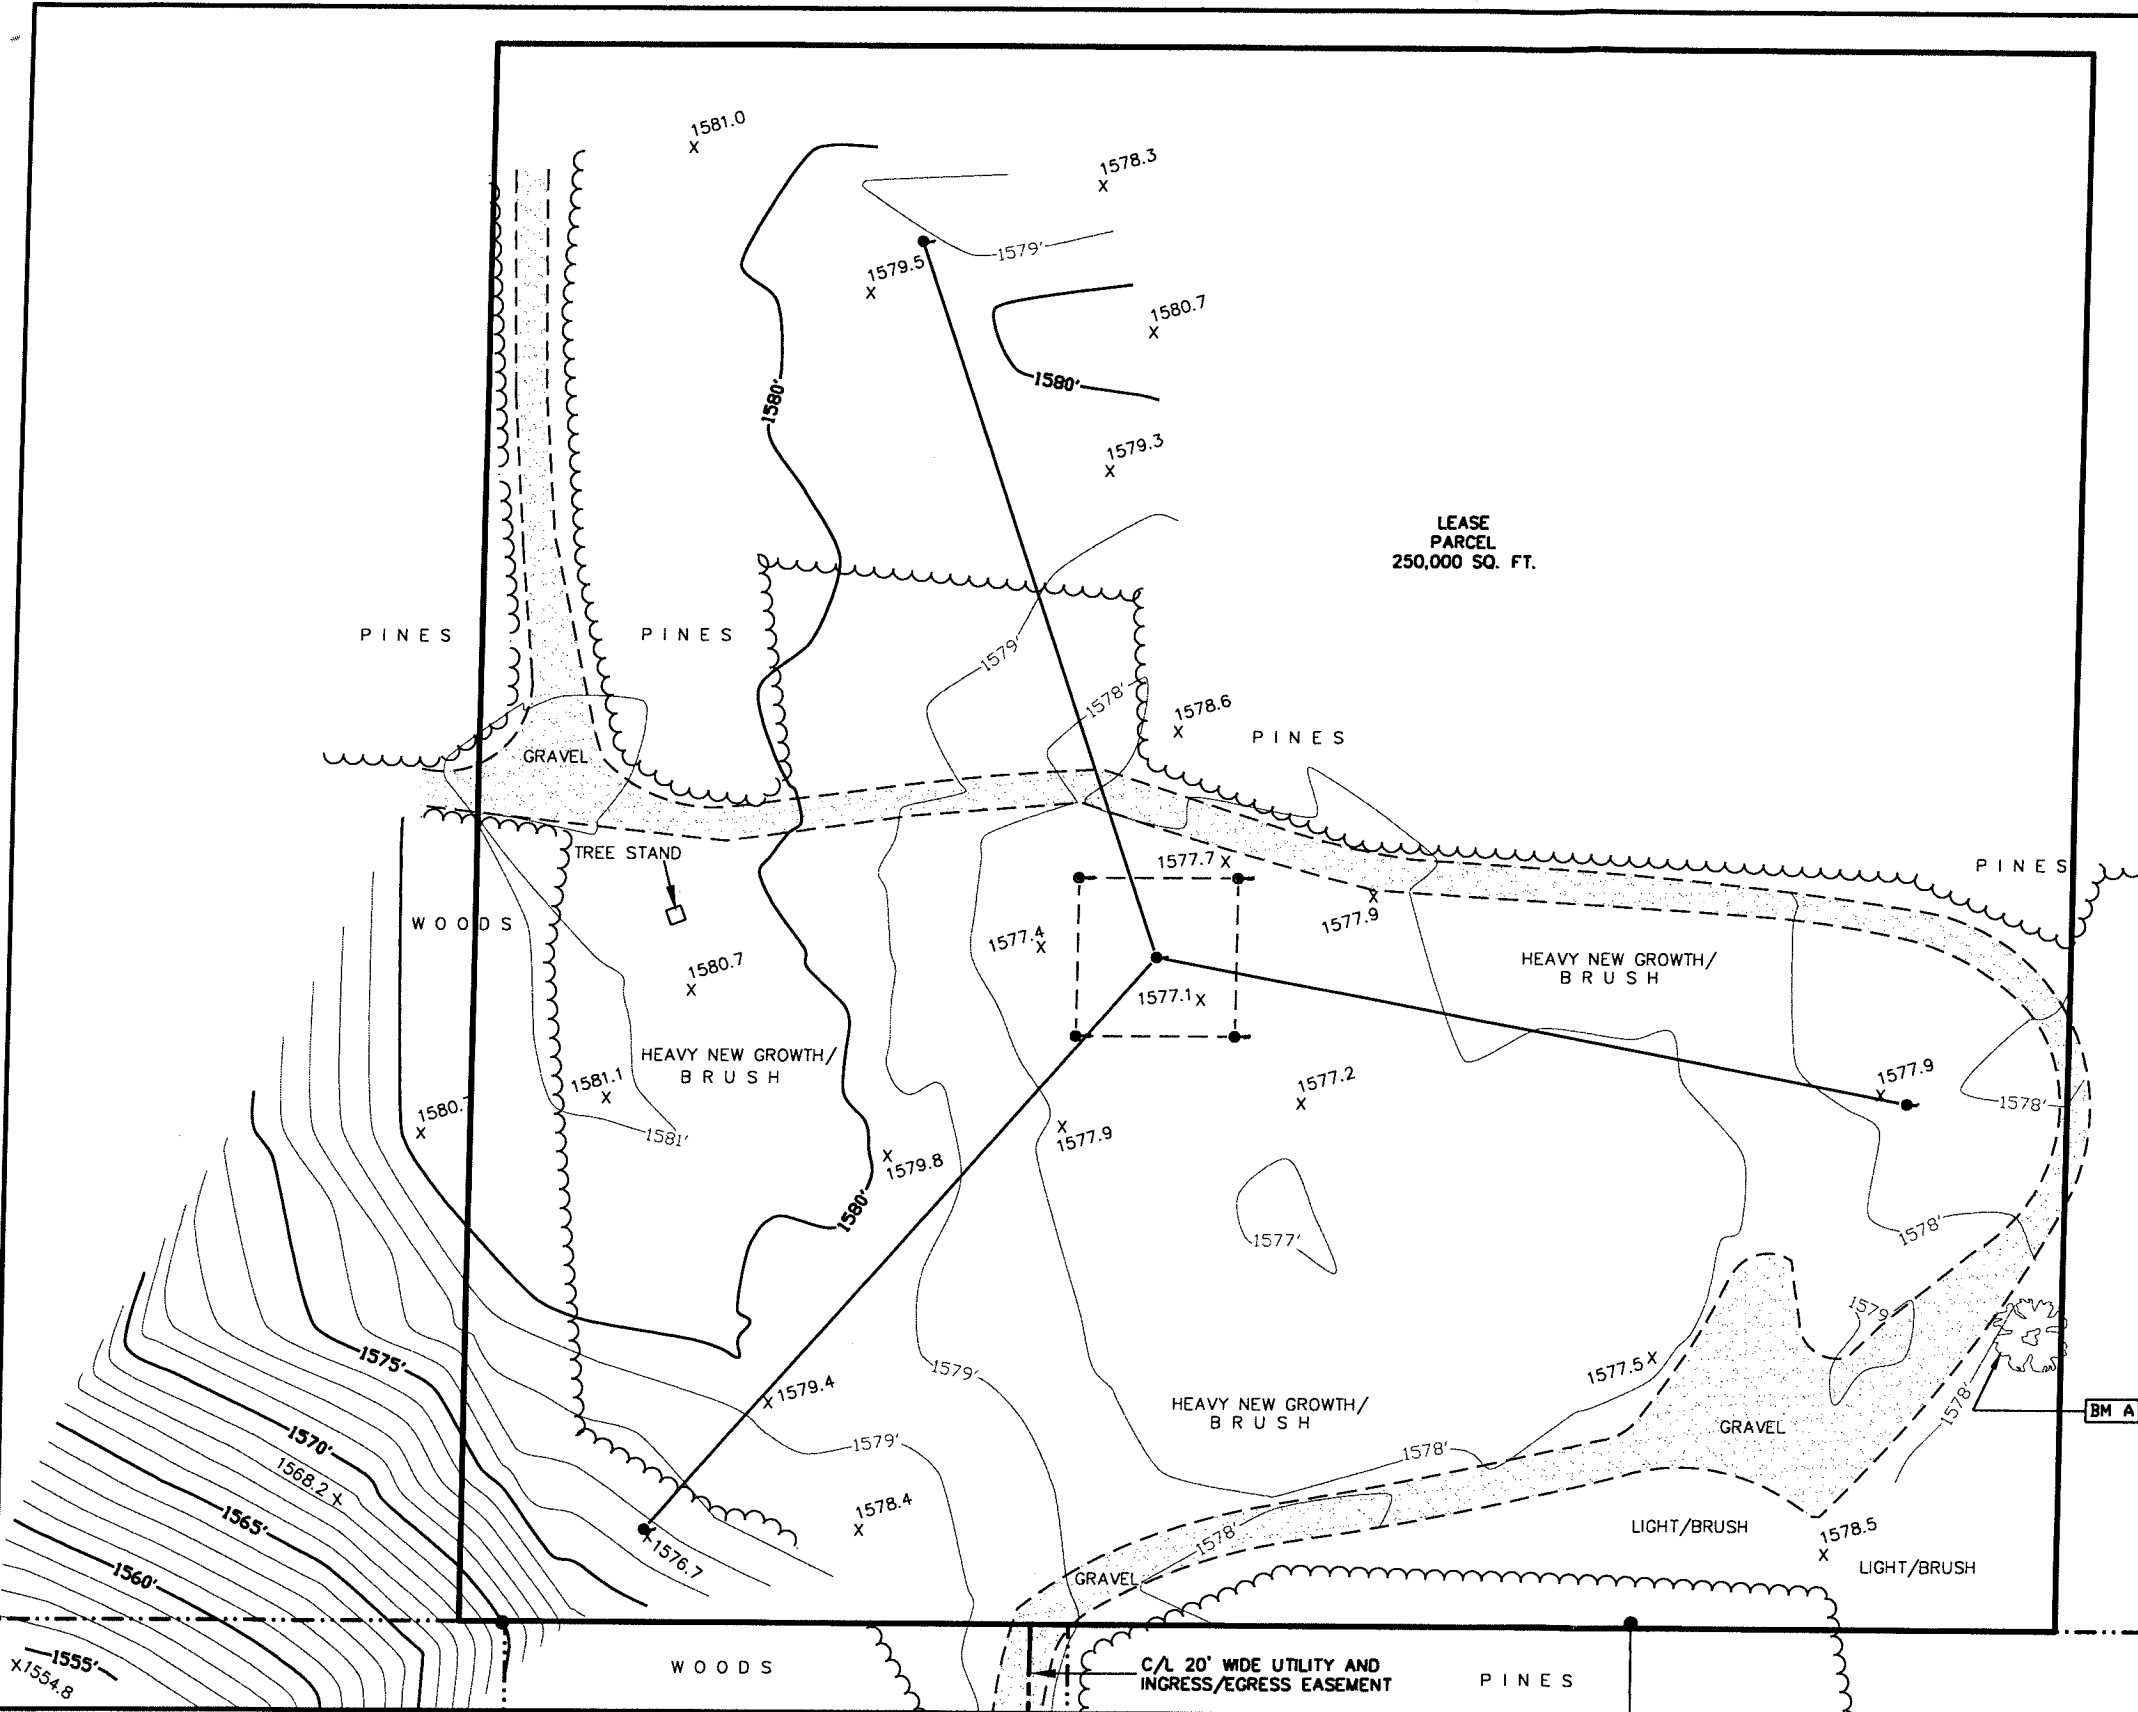 1581.0
1578.3
1579.5
1579'
1580.7
1580'
1580'
1579.3
LEASE
PARCEL
250,000 SQ. FT.
PINES
PINES
1579'
1578'
1578.6
PINES
GRAVEL
TREE STAND
1577.7
PINES
WOODS
1577.4
1577.9
HEAVY NEW GROWTH/
BRUSH
1580.7
1577.1
HEAVY NEW GROWTH/
BRUSH
1581.1
1577.2
1577.9
1578'
1580.
1581'
1577.9
1579.8
1580'
1577'
1578'
1579
1575'
1579'
1577.5
1578'
1579.4
HEAVY NEW GROWTH/
BRUSH
BM A
1570'
1579'
1578'
GRAVEL
1568.2
1565'
1578.4
1578'
LIGHT/BRUSH
1578.5
1576.7
LIGHT/BRUSH
1560'
GRAVEL
1555'
1554.8
WOODS
C/L 20' WIDE UTILITY AND
INGRESS/EGRESS EASEMENT
PINES